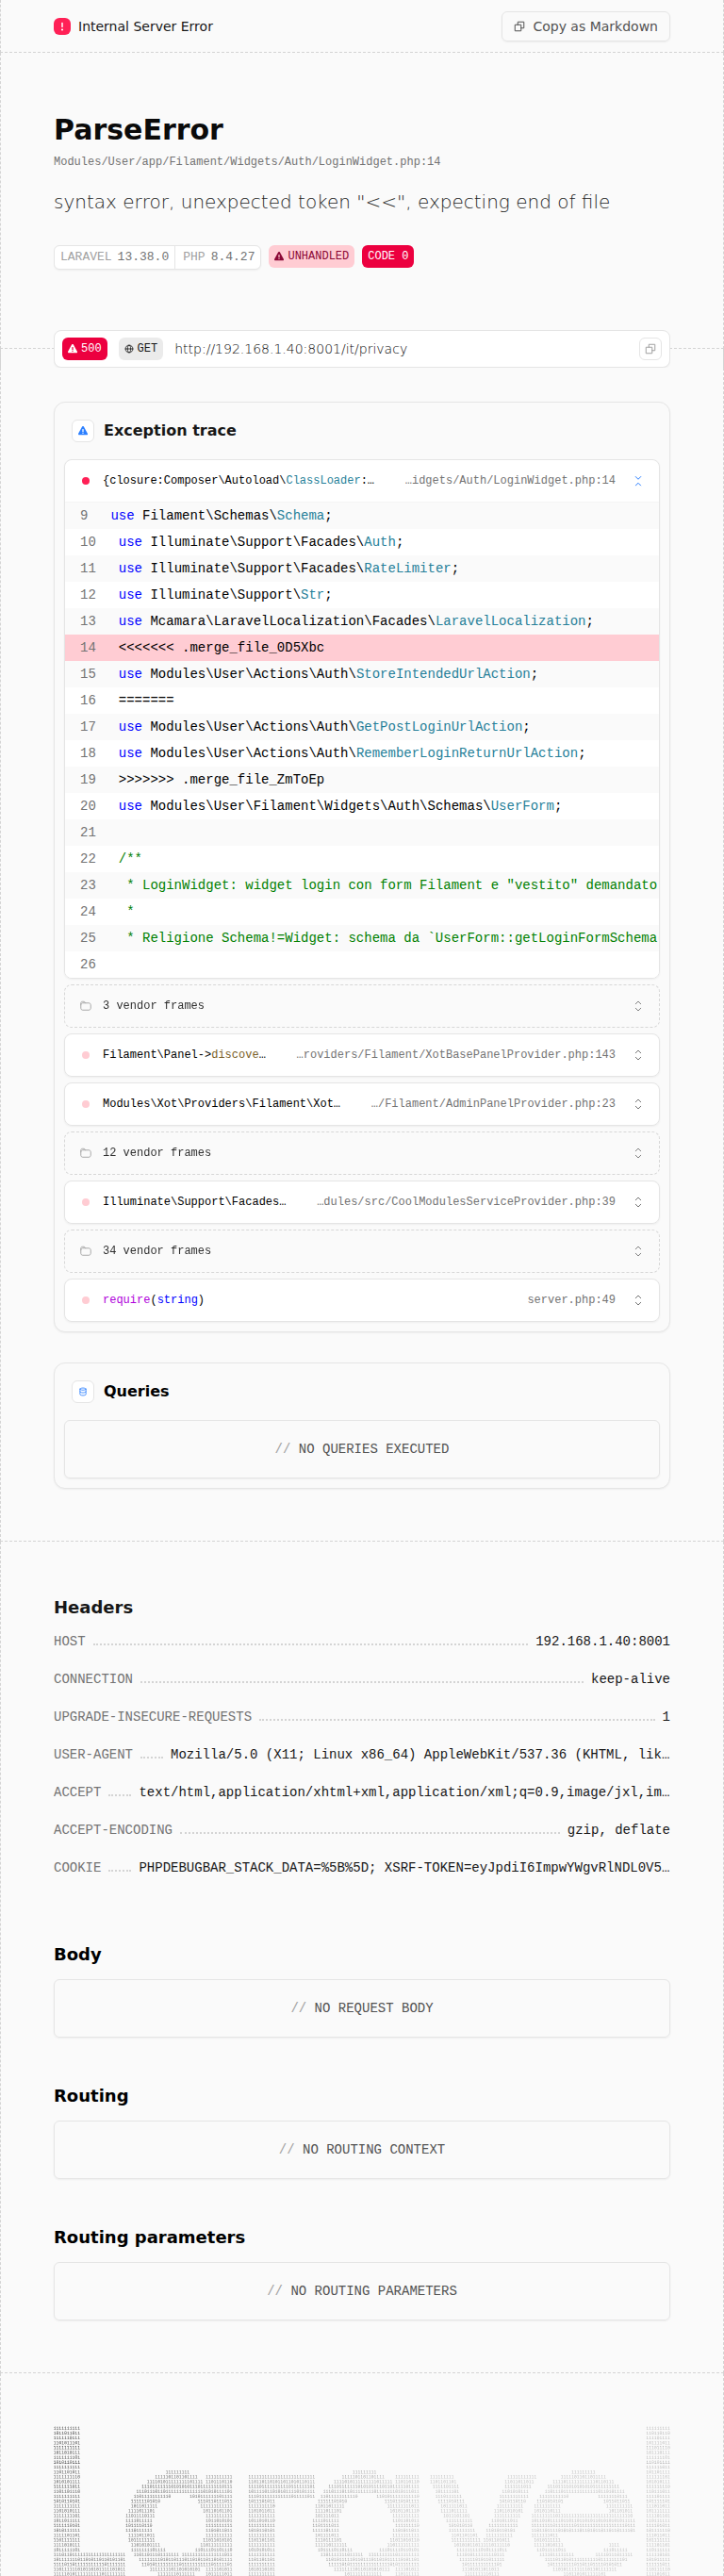 Internal Server Error
Copy as Markdown
ParseError
Modules/User/app/Filament/Widgets/Auth/LoginWidget.php:14
syntax error, unexpected token "<<", expecting end of file
LARAVEL 13.38.0 PHP 8.4.27 UNHANDLED CODE 0
500 GET http://192.168.1.40:8001/it/privacy
Exception trace
{closure:Composer\Autoload\ClassLoader:… …idgets/Auth/LoginWidget.php:14
9 use Filament\Schemas\Schema;
10 use Illuminate\Support\Facades\Auth;
11 use Illuminate\Support\Facades\RateLimiter;
12 use Illuminate\Support\Str;
13 use Mcamara\LaravelLocalization\Facades\LaravelLocalization;
14 <<<<<<< .merge_file_0D5Xbc
15 use Modules\User\Actions\Auth\StoreIntendedUrlAction;
16 =======
17 use Modules\User\Actions\Auth\GetPostLoginUrlAction;
18 use Modules\User\Actions\Auth\RememberLoginReturnUrlAction;
19 >>>>>>> .merge_file_ZmToEp
20 use Modules\User\Filament\Widgets\Auth\Schemas\UserForm;
21
22 /**
23 * LoginWidget: widget login con form Filament e "vestito" demandato
24 *
25 * Religione Schema!=Widget: schema da `UserForm::getLoginFormSchema
26
3 vendor frames
Filament\Panel->discove… …roviders/Filament/XotBasePanelProvider.php:143
Modules\Xot\Providers\Filament\Xot… …/Filament/AdminPanelProvider.php:23
12 vendor frames
Illuminate\Support\Facades… …dules/src/CoolModulesServiceProvider.php:39
34 vendor frames
require(string) server.php:49
Queries
// NO QUERIES EXECUTED
Headers
HOST 192.168.1.40:8001
CONNECTION keep-alive
UPGRADE-INSECURE-REQUESTS 1
USER-AGENT Mozilla/5.0 (X11; Linux x86_64) AppleWebKit/537.36 (KHTML, lik…
ACCEPT text/html,application/xhtml+xml,application/xml;q=0.9,image/jxl,im…
ACCEPT-ENCODING gzip, deflate
COOKIE PHPDEBUGBAR_STACK_DATA=%5B%5D; XSRF-TOKEN=eyJpdiI6ImpwYWgvRlNDL0V5…
Body
// NO REQUEST BODY
Routing
// NO ROUTING CONTEXT
Routing parameters
// NO ROUTING PARAMETERS